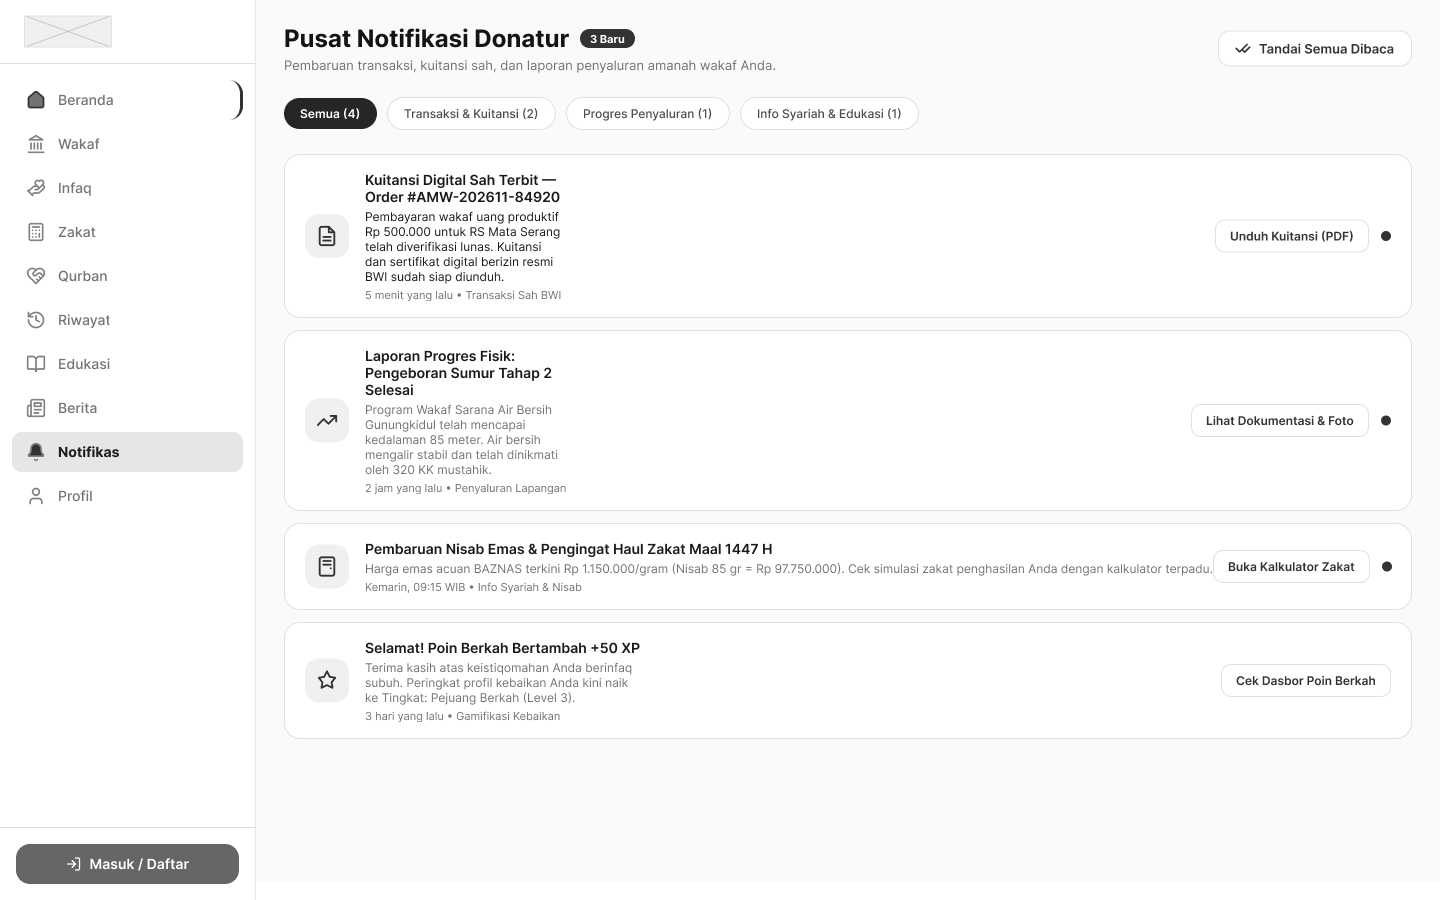 Beranda
Wakaf
Infaq
Zakat
Qurban
Riwayat
Edukasi
Berita
Notifikas
Profil
Masuk / Daftar
Pusat Notifikasi Donatur
3 Baru
Pembaruan transaksi, kuitansi sah, dan laporan penyaluran amanah wakaf Anda.
Tandai Semua Dibaca
Semua (4)
Transaksi & Kuitansi (2)
Progres Penyaluran (1)
Info Syariah & Edukasi (1)
Kuitansi Digital Sah Terbit —
Order #AMW-202611-84920
Pembayaran wakaf uang produktif
Rp 500.000 untuk RS Mata Serang
telah diverifikasi lunas. Kuitansi
dan sertifikat digital berizin resmi
BWI sudah siap diunduh.
5 menit yang lalu • Transaksi Sah BWI
Unduh Kuitansi (PDF)
Laporan Progres Fisik:
Pengeboran Sumur Tahap 2
Selesai
Program Wakaf Sarana Air Bersih
Gunungkidul telah mencapai
kedalaman 85 meter. Air bersih
mengalir stabil dan telah dinikmati
oleh 320 KK mustahik.
2 jam yang lalu • Penyaluran Lapangan
Lihat Dokumentasi & Foto
Pembaruan Nisab Emas & Pengingat Haul Zakat Maal 1447 H
Harga emas acuan BAZNAS terkini Rp 1.150.000/gram (Nisab 85 gr = Rp 97.750.000). Cek simulasi zakat penghasilan Anda dengan kalkulator terpadu.
Kemarin, 09:15 WIB • Info Syariah & Nisab
Buka Kalkulator Zakat
Selamat! Poin Berkah Bertambah +50 XP
Terima kasih atas keistiqomahan Anda berinfaq
subuh. Peringkat profil kebaikan Anda kini naik
ke Tingkat: Pejuang Berkah (Level 3).
3 hari yang lalu • Gamifikasi Kebaikan
Cek Dasbor Poin Berkah